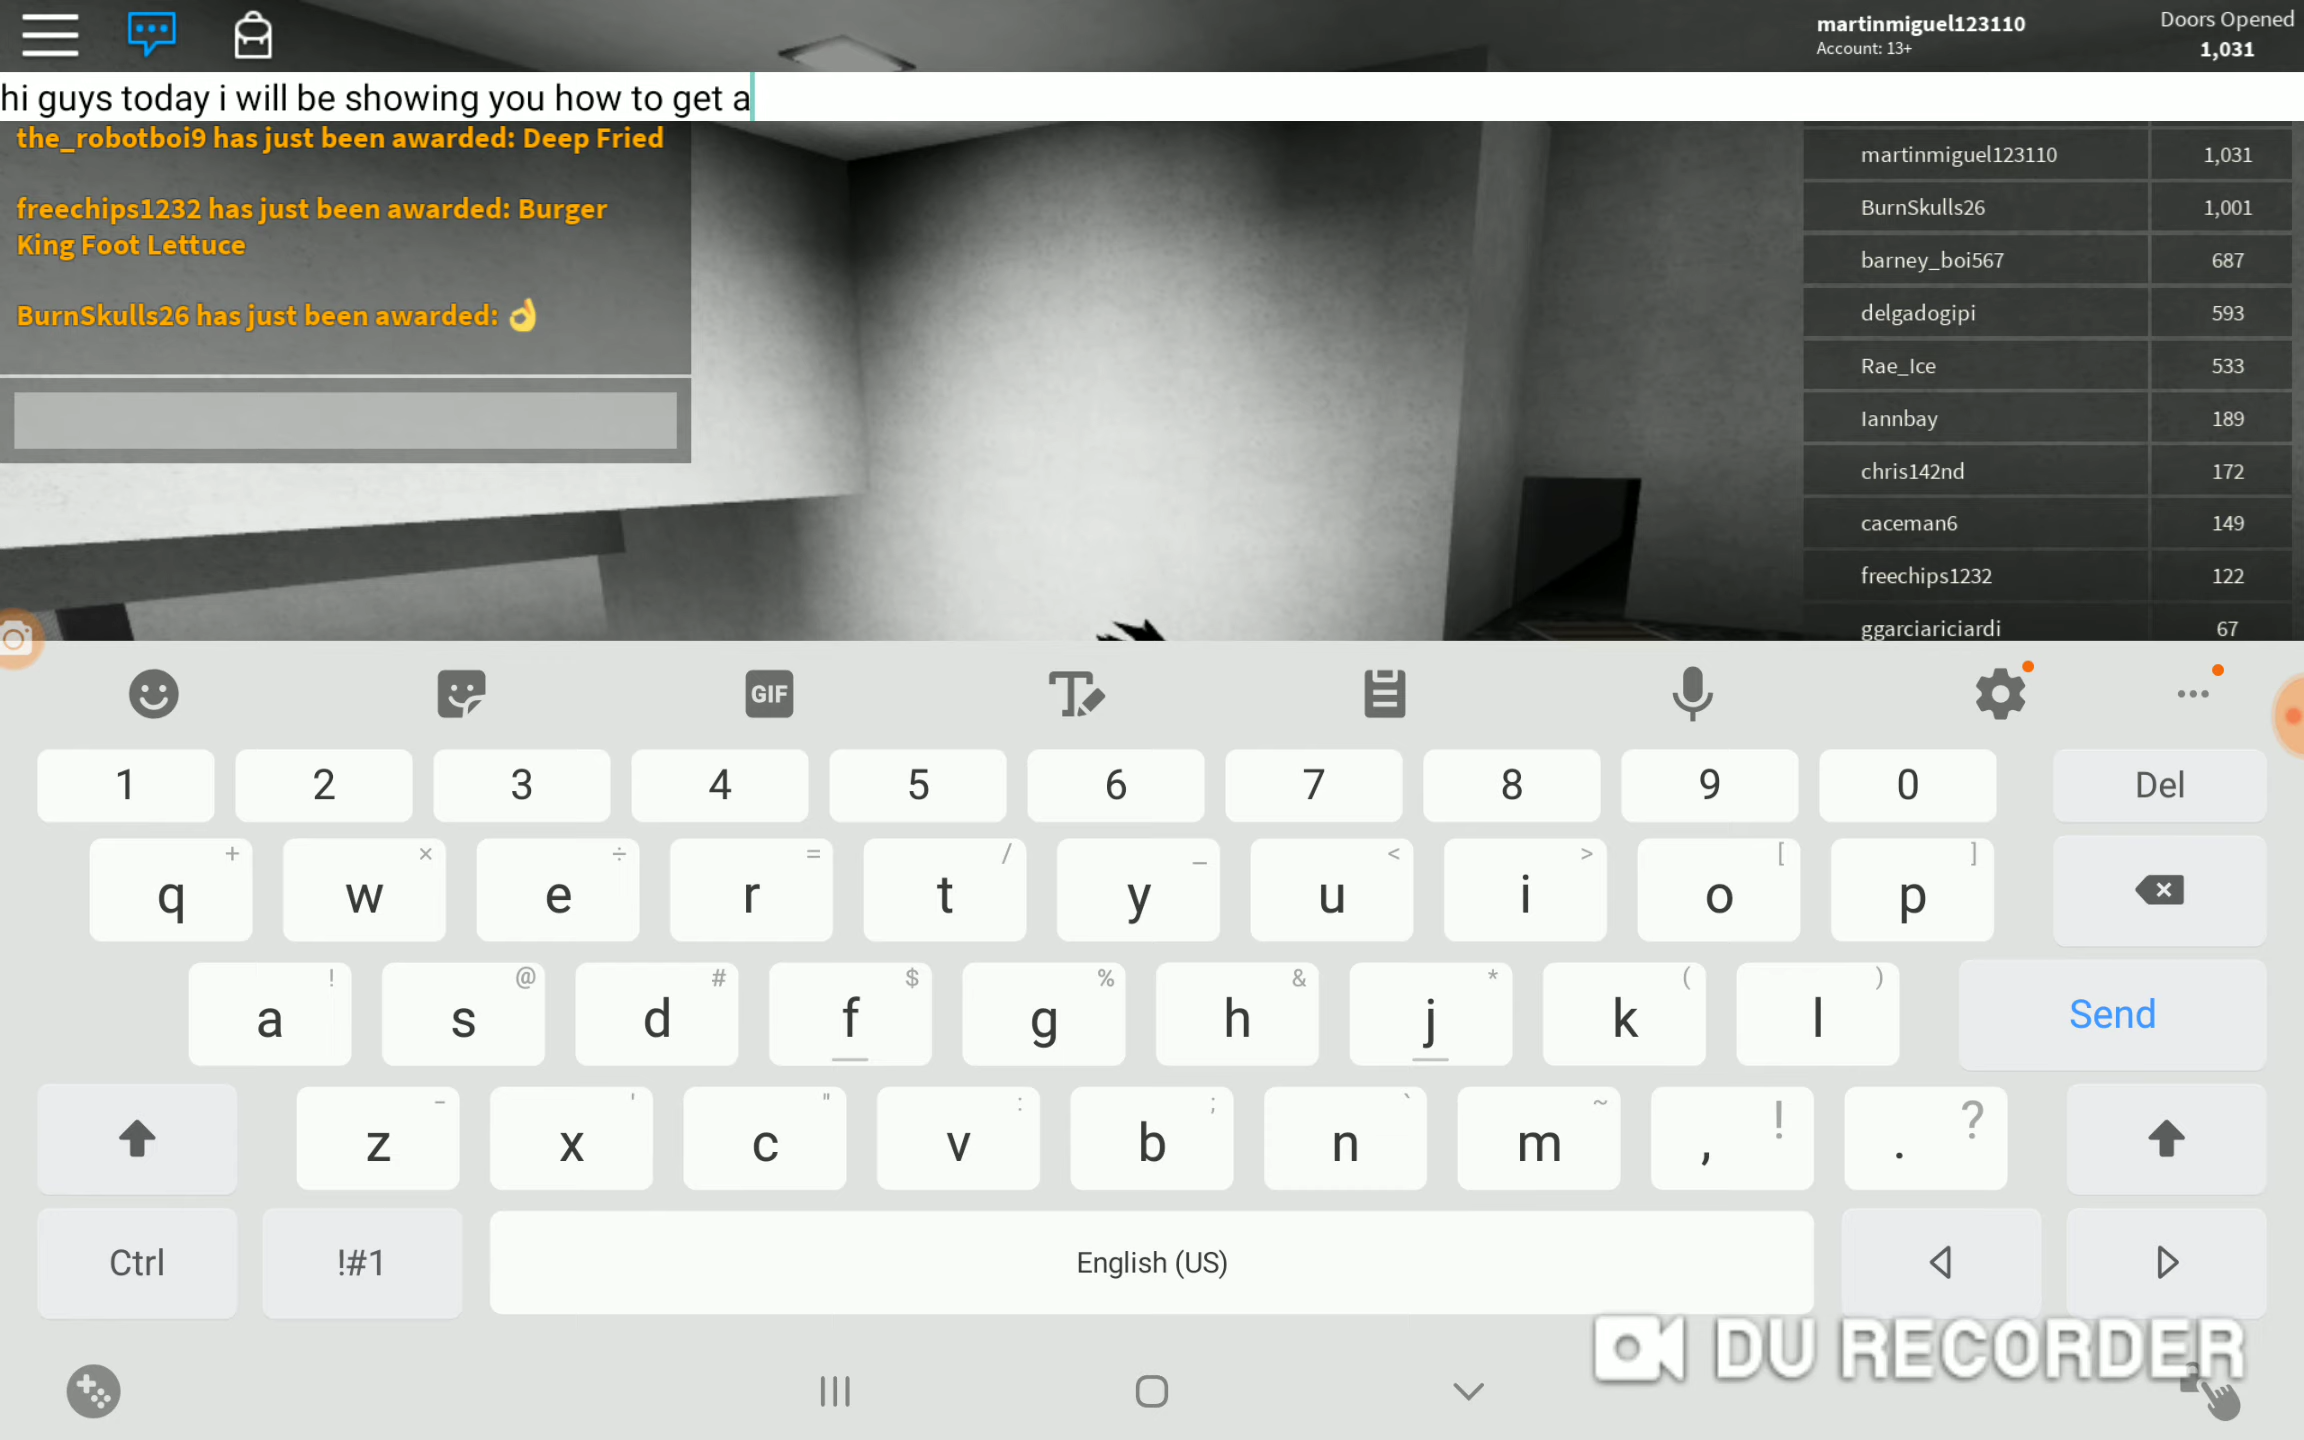 martinmiguel123110
Account: 13+
Doors Opened
1,031
hi guys today i will be showing you how to get a
the_robotboi9 has just been awarded: Deep Fried
freechips1232 has just been awarded: Burger
King Foot Lettuce
BurnSkulls26 has just been awarded: 👌
martinmiguel123110 1,031
BurnSkulls26 1,001
barney_boi567 687
delgadogipi 593
Rae_Ice 533
Iannbay 189
chris142nd 172
caceman6 149
freechips1232 122
ggarciariciardi 67
GIF
1 2 3 4 5 6 7 8 9 0 Del
+ × ÷ = / _ < > [ ]
q w e r t y u i o p
! @ # $ % & * ( )
a s d f g h j k l Send
- ' " : ; ` ~ ! ?
z x c v b n m , .
Ctrl !#1 English (US)
DU RECORDER